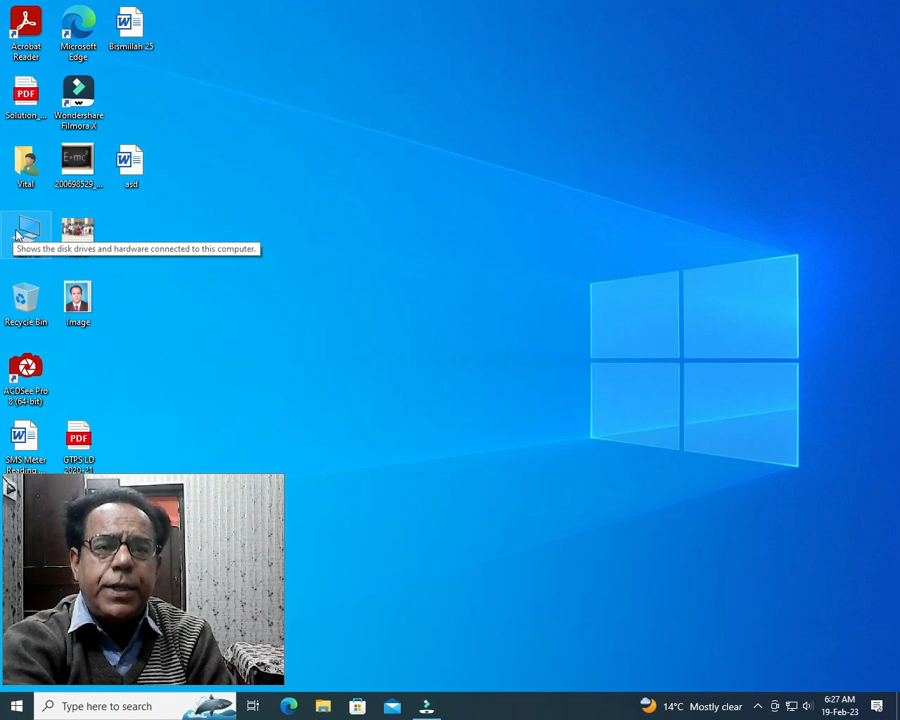 Acrobat
Reader
Microsoft
Edge
Bismillah 25
PDF
Solution_...
Wondershare
Filmora X
Vital
E=mc²
200698529_...
asd
Shows the disk drives and hardware connected to this computer.
Recycle Bin
Image
ACDSee Pro
8 (64-bit)
SMS Meter
Reading ...
PDF
GTPS LD
2020-21
Type here to search
14°C Mostly clear
6:27 AM
19-Feb-23